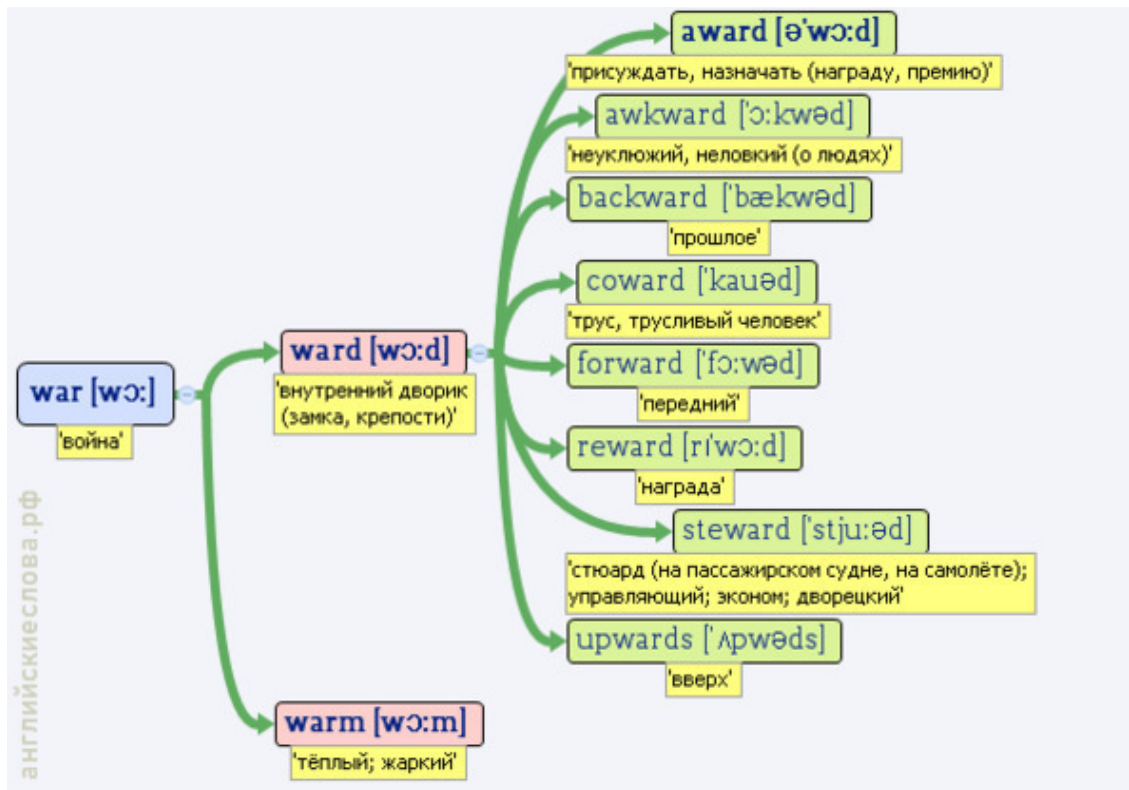 award [ə'wɔ:d]
'присуждать, назначать (награду, премию)'
awkward ['ɔ:kwəd]
'неуклюжий, неловкий (о людях)'
backward ['bækwəd]
'прошлое'
coward ['kauəd]
'трус, трусливый человек'
ward [wɔ:d]
'внутренний дворик
(замка, крепости)'
forward ['fɔ:wəd]
'передний'
war [wɔ:]
'война'
reward [rı'wɔ:d]
'награда'
steward ['stju:əd]
'стюард (на пассажирском судне, на самолёте);
управляющий; эконом; дворецкий'
upwards ['ʌpwəds]
'вверх'
warm [wɔ:m]
'тёплый; жаркий'
английскиеслова.рф